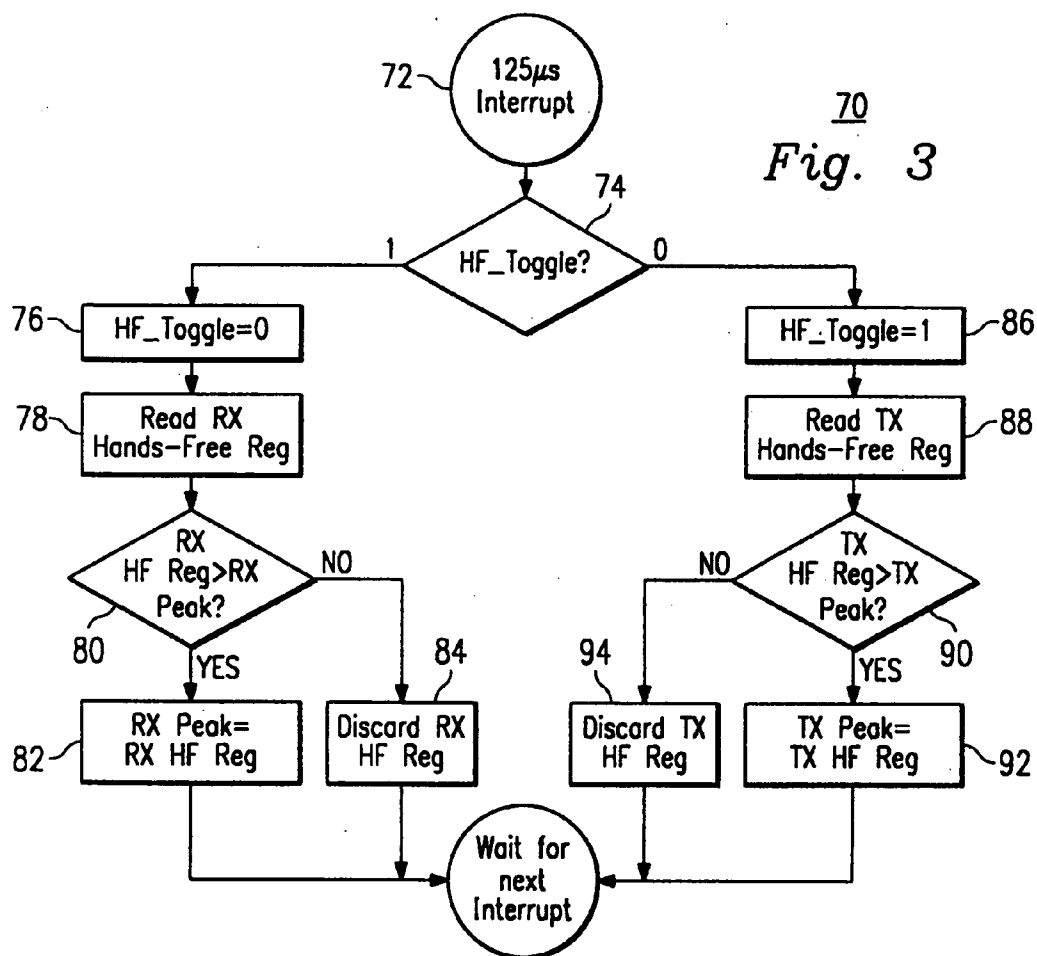 72
125µs
Interrupt
70
Fig. 3
74
1
HF_Toggle?
0
76
HF_Toggle=0
HF_Toggle=1
86
78
Read RX
Hands-Free Reg
Read TX
Hands-Free Reg
88
RX
HF Reg>RX
Peak?
NO
80
YES
NO
TX
HF Reg>TX
Peak?
90
YES
84
94
82
RX Peak=
RX HF Reg
Discard RX
HF Reg
Discard TX
HF Reg
TX Peak=
TX HF Reg
92
Wait for
next
Interrupt